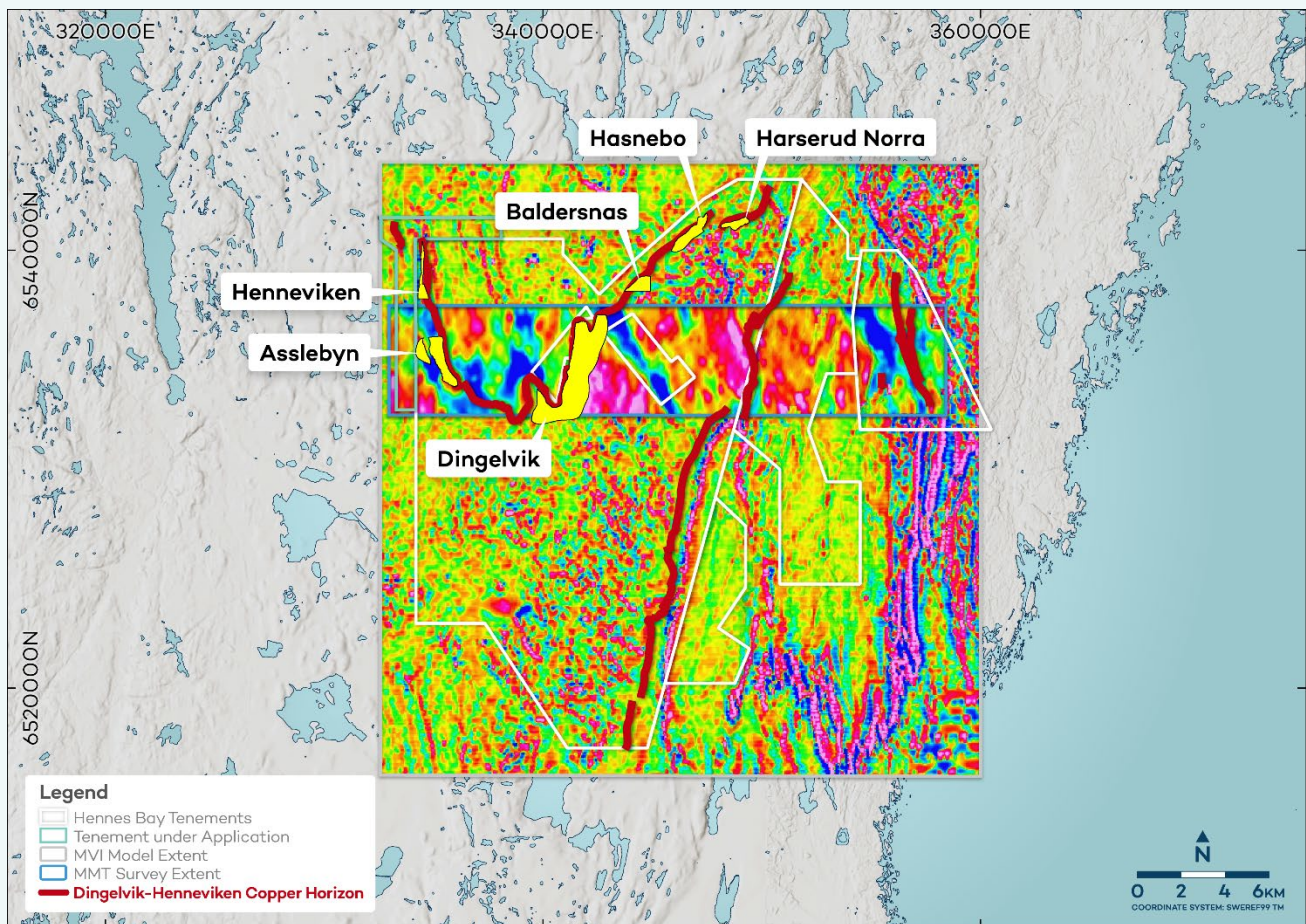 320000E
340000E
360000E
Hasnebo
Harserud Norra
Baldersnas
6540000N
Henneviken
Asslebyn
Dingelvik
6520000N
Legend
Hennes Bay Tenements
Tenement under Application
MVI Model Extent
MMT Survey Extent
Dingelvik-Henneviken Copper Horizon
N
0 2 4 6KM
COORDINATE SYSTEM: SWEREF99 TM